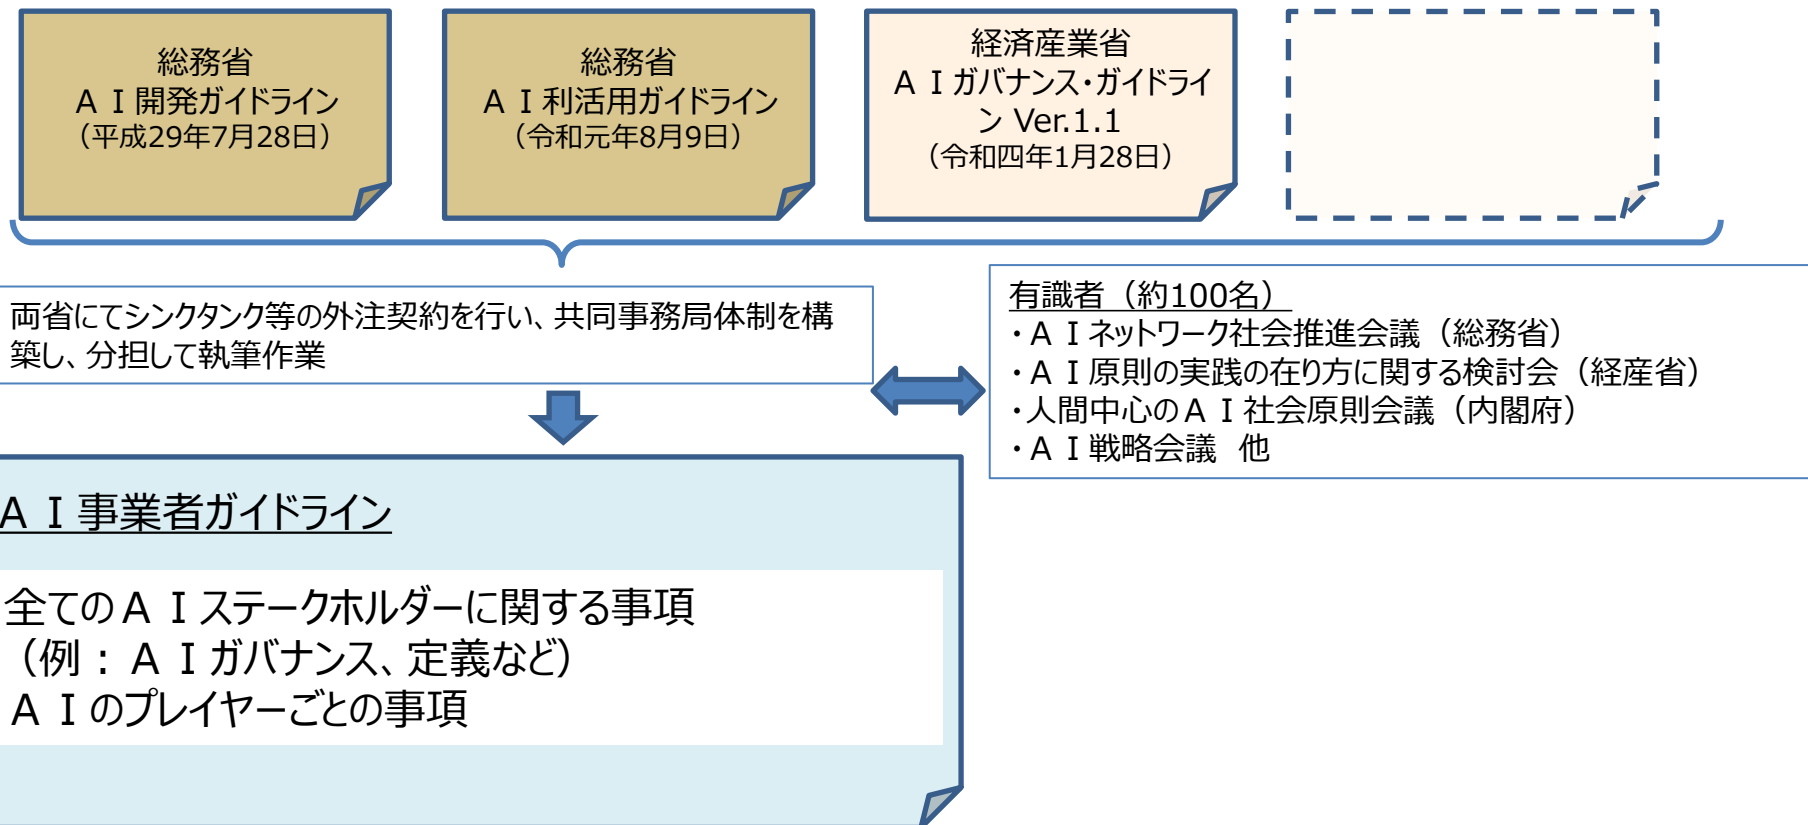 総務省
ＡＩ開発ガイドライン
（平成29年7月28日）
総務省
ＡＩ利活用ガイドライン
（令和元年8月9日）
経済産業省
ＡＩガバナンス・ガイドライ
ン Ver.1.1
（令和四年1月28日）
両省にてシンクタンク等の外注契約を行い、共同事務局体制を構
築し、分担して執筆作業
有識者（約100名）
・ＡＩネットワーク社会推進会議（総務省）
・ＡＩ原則の実践の在り方に関する検討会（経産省）
・人間中心のＡＩ社会原則会議（内閣府）
・ＡＩ戦略会議　他
ＡＩ事業者ガイドライン
全てのＡＩステークホルダーに関する事項
（例：ＡＩガバナンス、定義など）
ＡＩのプレイヤーごとの事項